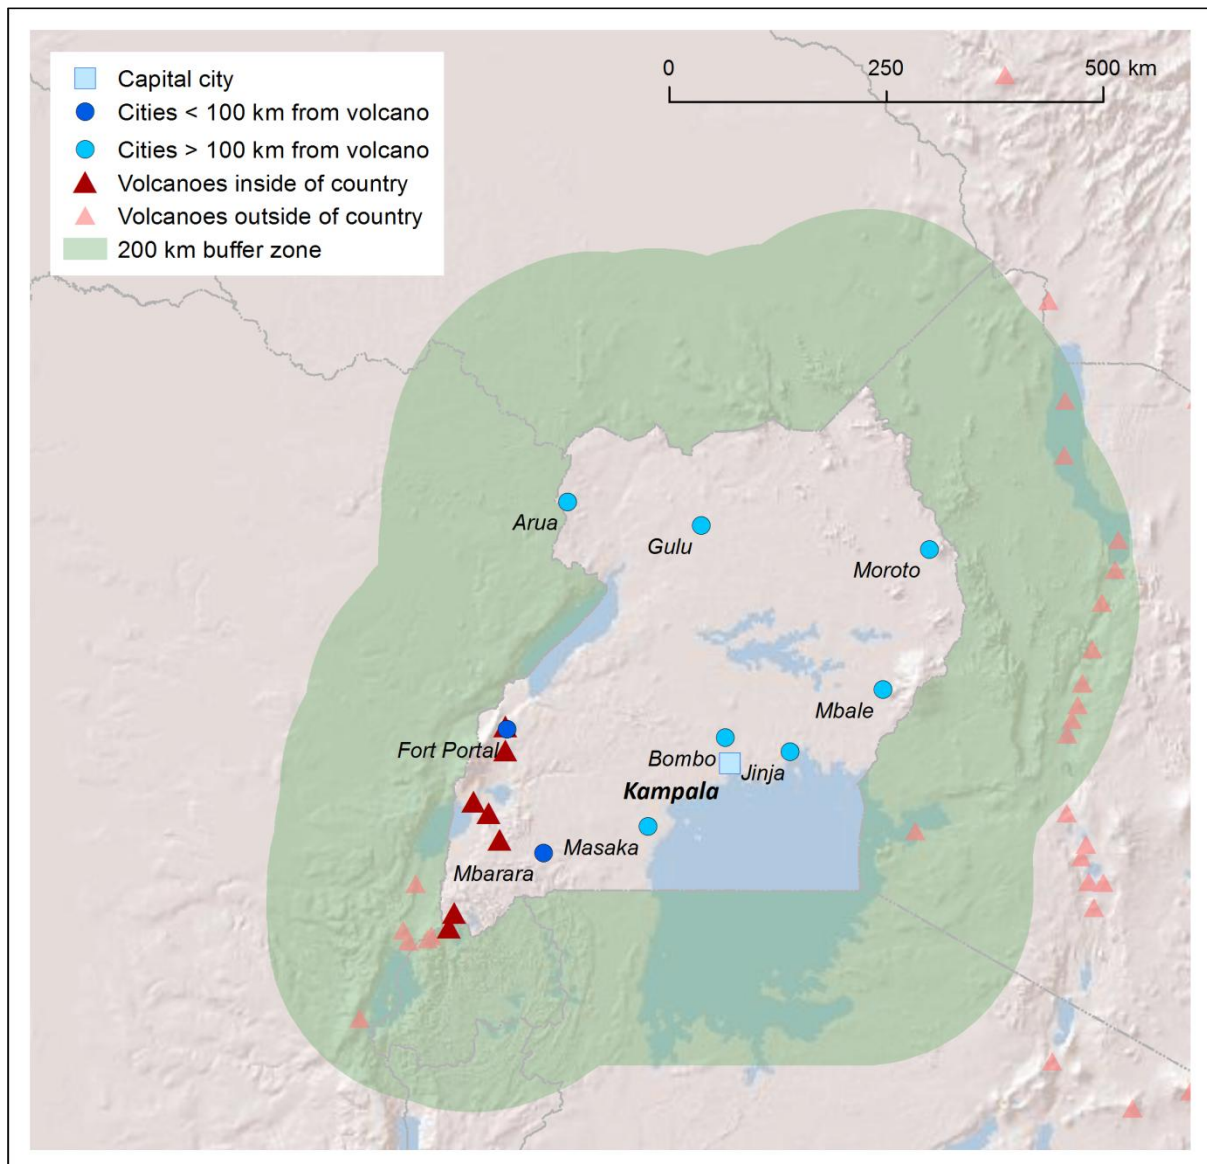 0 250 500 km
Capital city
Cities < 100 km from volcano
Cities > 100 km from volcano
Volcanoes inside of country
Volcanoes outside of country
200 km buffer zone
Arua
Gulu
Moroto
Mbale
Fort Portal
Bombo
Jinja
Kampala
Masaka
Mbarara